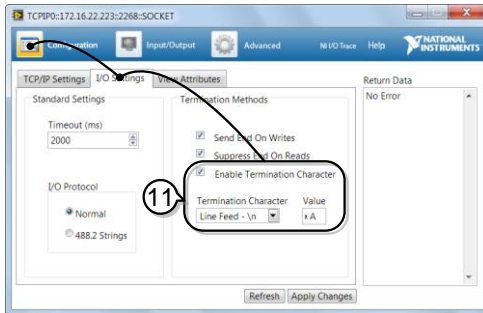 TCPIP0::172.16.22.223::2268::SOCKET
Configuration Input/Output Advanced NI I/O Trace Help NATIONAL INSTRUMENTS
TCP/IP Settings I/O Settings View Attributes
Return Data
Standard Settings
Termination Methods
No Error
Timeout (ms)
2000
Send End On Writes
Suppress End On Reads
Enable Termination Character
I/O Protocol
11
Termination Character Value
Line Feed - \n x A
Normal
488.2 Strings
Refresh Apply Changes